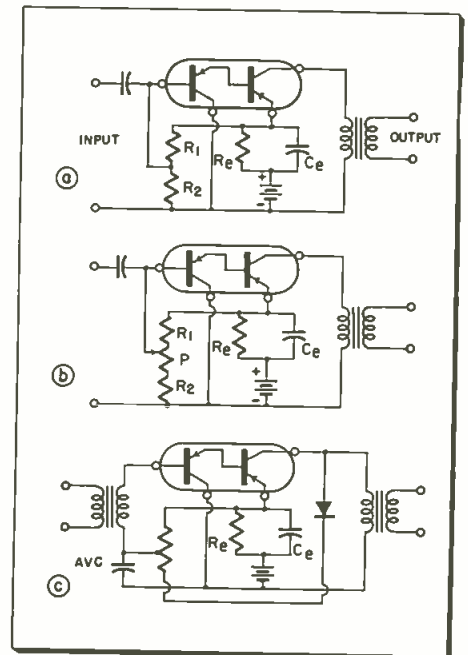 INPUT
OUTPUT
R1
R2
Re
Ce
+
-
a
R1
P
R2
Re
Ce
+
-
b
AVC
Re
Ce
c